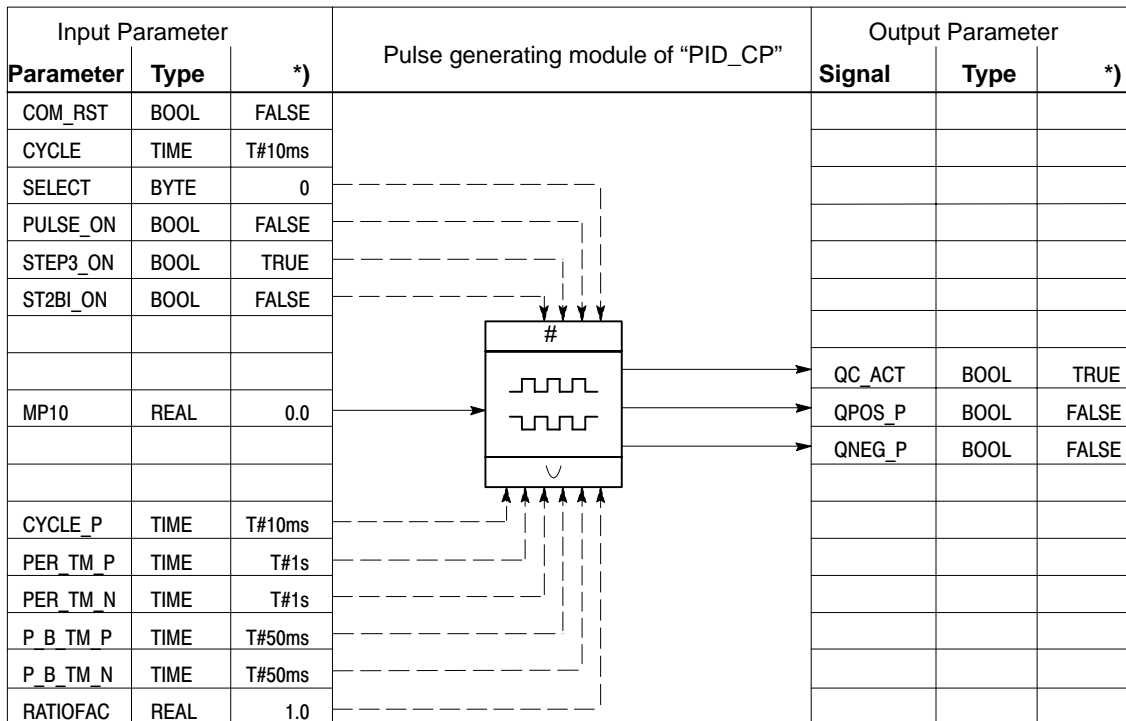 Input Parameter Pulse generating module of “PID_CP” Output Parameter
Parameter Type *) Signal Type *)
COM_RST BOOL FALSE
CYCLE TIME T#10ms
SELECT BYTE 0
PULSE_ON BOOL FALSE
STEP3_ON BOOL TRUE
ST2BI_ON BOOL FALSE
#
QC_ACT BOOL TRUE
MP10 REAL 0.0 QPOS_P BOOL FALSE
QNEG_P BOOL FALSE
CYCLE_P TIME T#10ms
PER_TM_P TIME T#1s
PER_TM_N TIME T#1s
P_B_TM_P TIME T#50ms
P_B_TM_N TIME T#50ms
RATIOFAC REAL 1.0